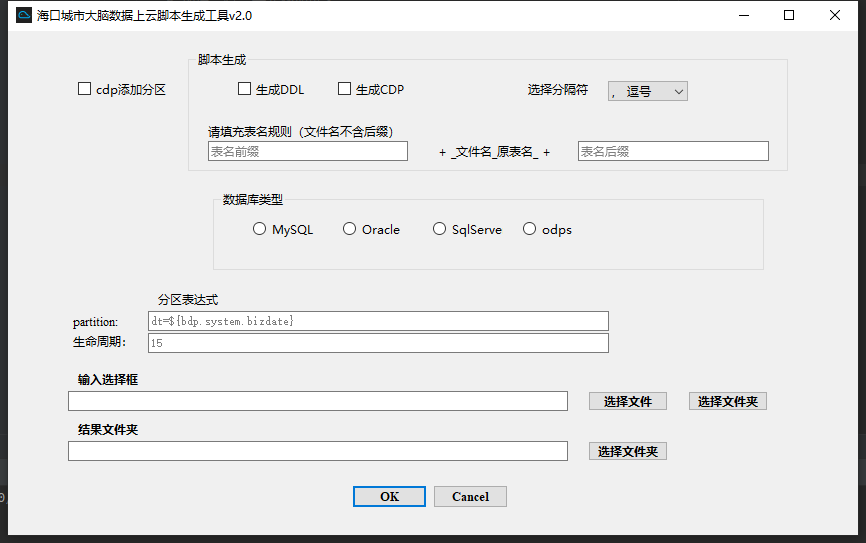 海口城市大脑数据上云脚本生成工具v2.0
脚本生成
cdp添加分区 生成DDL 生成CDP 选择分隔符 ， 逗号
请填充表名规则（文件名不含后缀）
表名前缀 + _文件名_原表名_ + 表名后缀
数据库类型
MySQL Oracle SqlServe odps
分区表达式
partition: dt=${bdp.system.bizdate}
生命周期： 15
输入选择框
选择文件 选择文件夹
结果文件夹
选择文件夹
OK Cancel